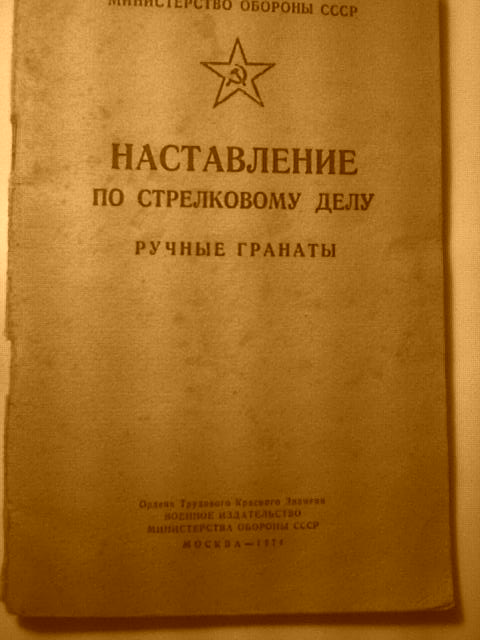 МИНИСТЕРСТВО ОБОРОНЫ СССР
НАСТАВЛЕНИЕ
ПО СТРЕЛКОВОМУ ДЕЛУ
РУЧНЫЕ ГРАНАТЫ
Ордена Трудового Красного Знамени
ВОЕННОЕ ИЗДАТЕЛЬСТВО
МИНИСТЕРСТВА ОБОРОНЫ СССР
МОСКВА —